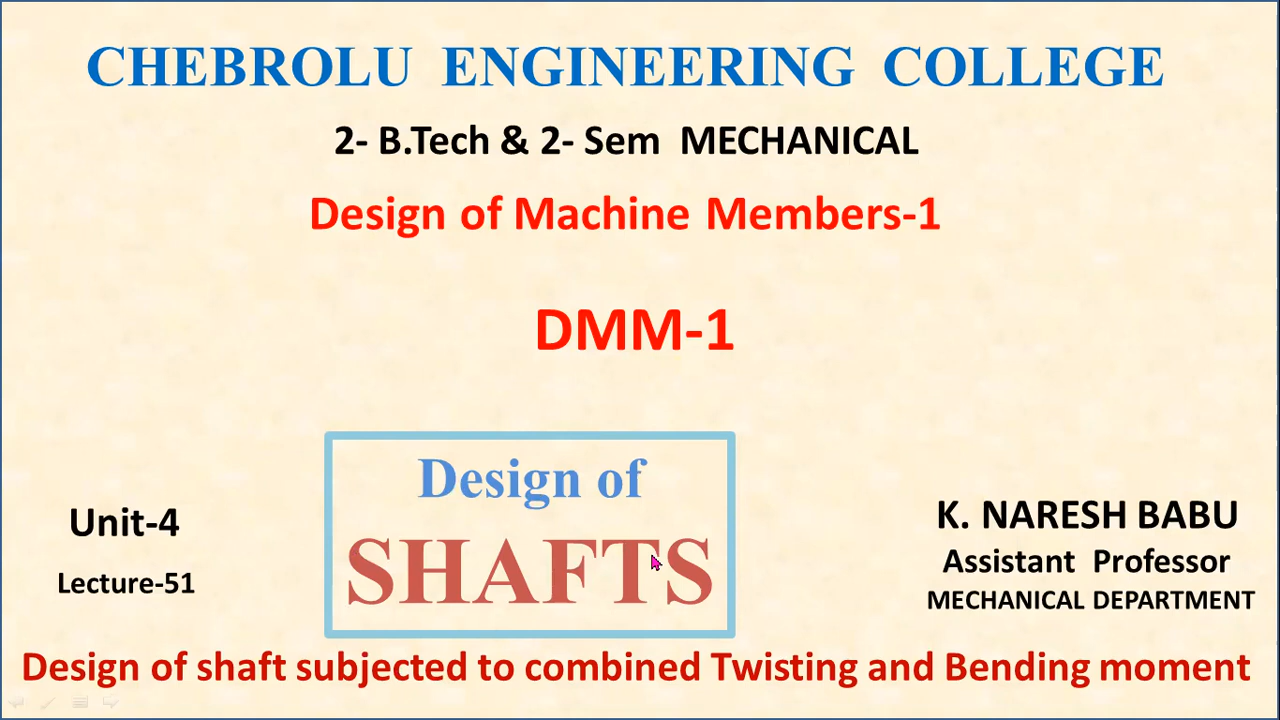 CHEBROLU ENGINEERING COLLEGE
2- B.Tech & 2- Sem MECHANICAL
Design of Machine Members-1
DMM-1
Design of
SHAFTS
Unit-4
Lecture-51
K. NARESH BABU
Assistant Professor
MECHANICAL DEPARTMENT
Design of shaft subjected to combined Twisting and Bending moment